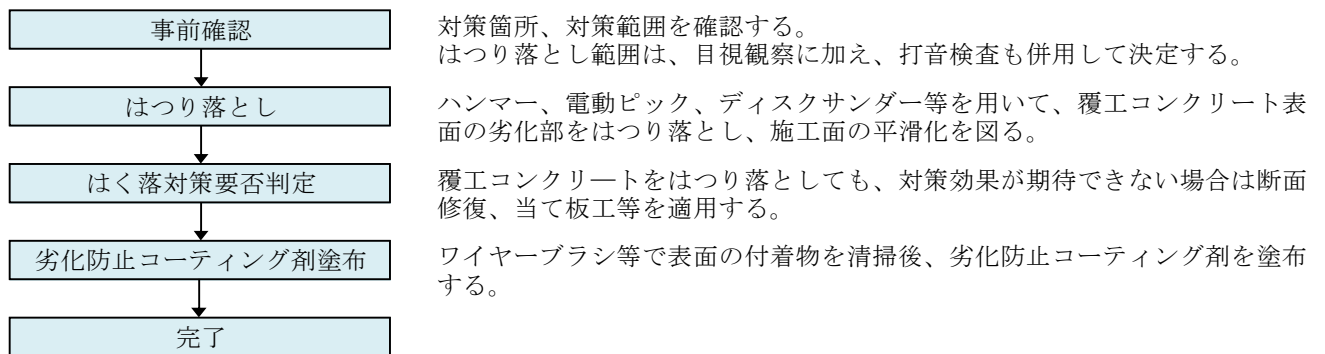 事前確認
対策箇所、対策範囲を確認する。
はつり落とし範囲は、目視観察に加え、打音検査も併用して決定する。
はつり落とし
ハンマー、電動ピック、ディスクサンダー等を用いて、覆工コンクリート表
面の劣化部をはつり落とし、施工面の平滑化を図る。
はく落対策要否判定
覆工コンクリ―トをはつり落としても、対策効果が期待できない場合は断面
修復、当て板工等を適用する。
劣化防止コーティング剤塗布
ワイヤーブラシ等で表面の付着物を清掃後、劣化防止コーティング剤を塗布
する。
完了